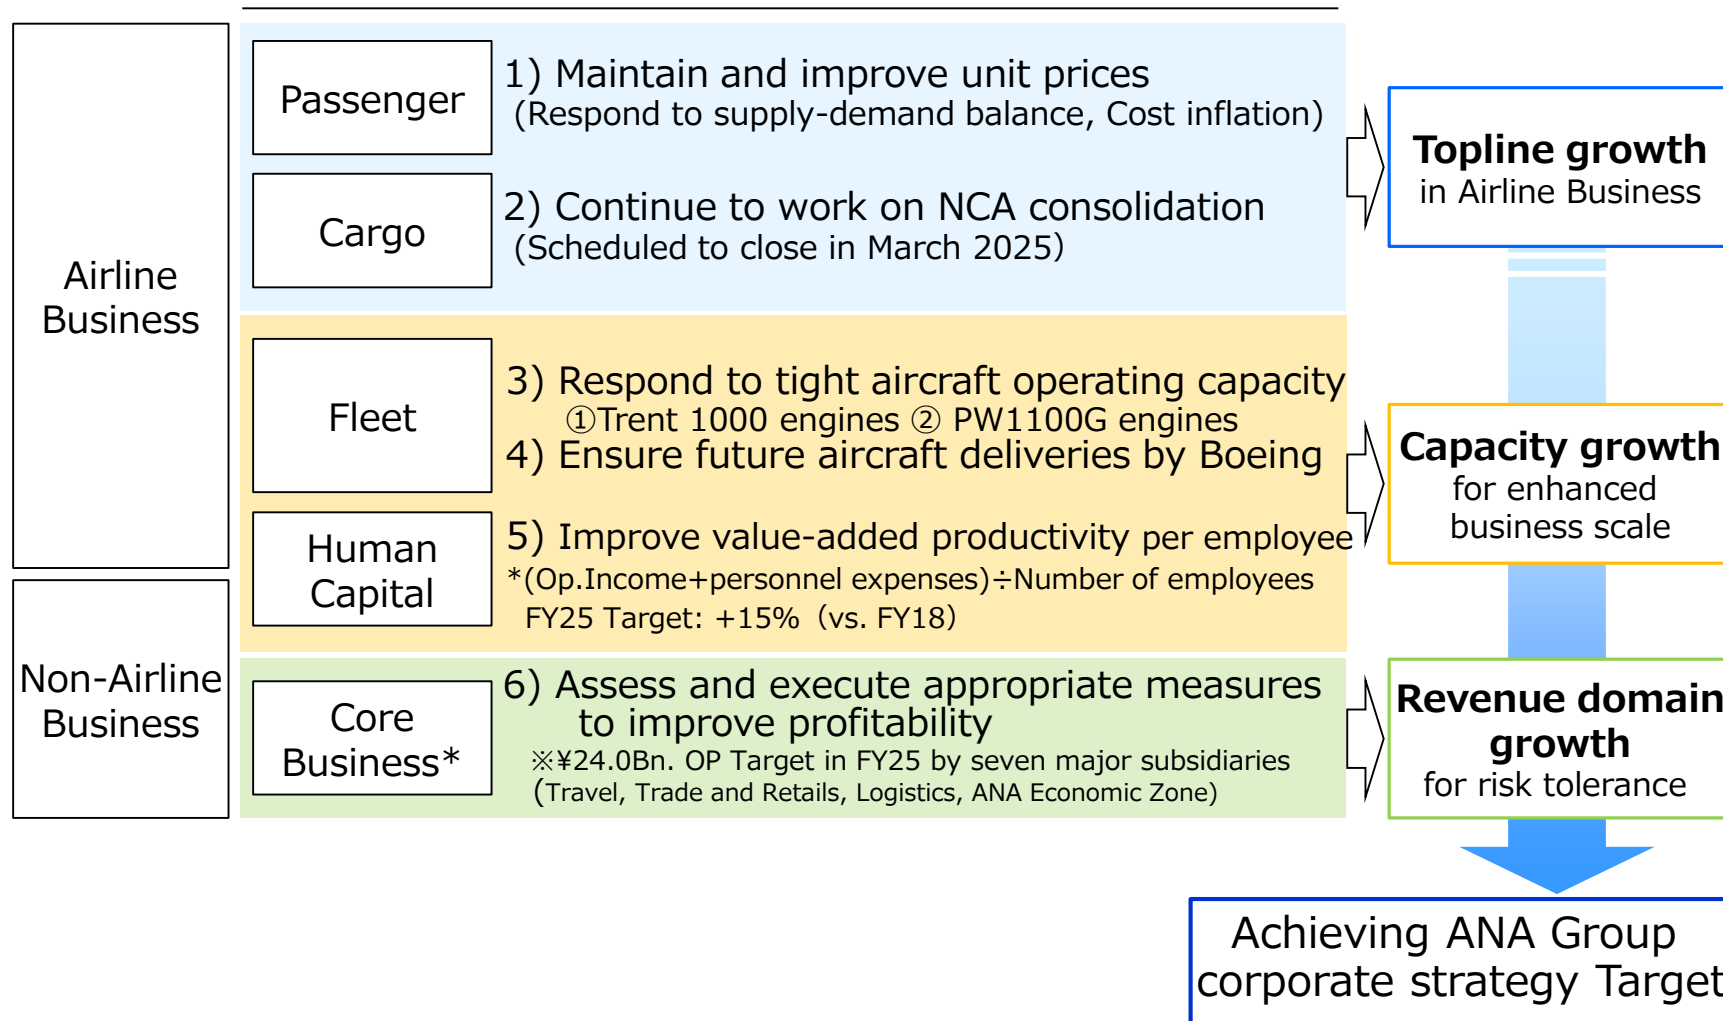 Airline
Business
Passenger
1) Maintain and improve unit prices
(Respond to supply-demand balance, Cost inflation)
Cargo
2) Continue to work on NCA consolidation
(Scheduled to close in March 2025)
Topline growth
in Airline Business
Fleet
3) Respond to tight aircraft operating capacity
①Trent 1000 engines ② PW1100G engines
4) Ensure future aircraft deliveries by Boeing
Human
Capital
5) Improve value-added productivity per employee
*(Op.Income+personnel expenses)÷Number of employees
FY25 Target: +15%（vs. FY18）
Capacity growth
for enhanced
business scale
Non-Airline
Business
Core
Business*
6) Assess and execute appropriate measures
to improve profitability
※¥24.0Bn. OP Target in FY25 by seven major subsidiaries
(Travel, Trade and Retails, Logistics, ANA Economic Zone)
Revenue domain
growth
for risk tolerance
Achieving ANA Group
corporate strategy Target